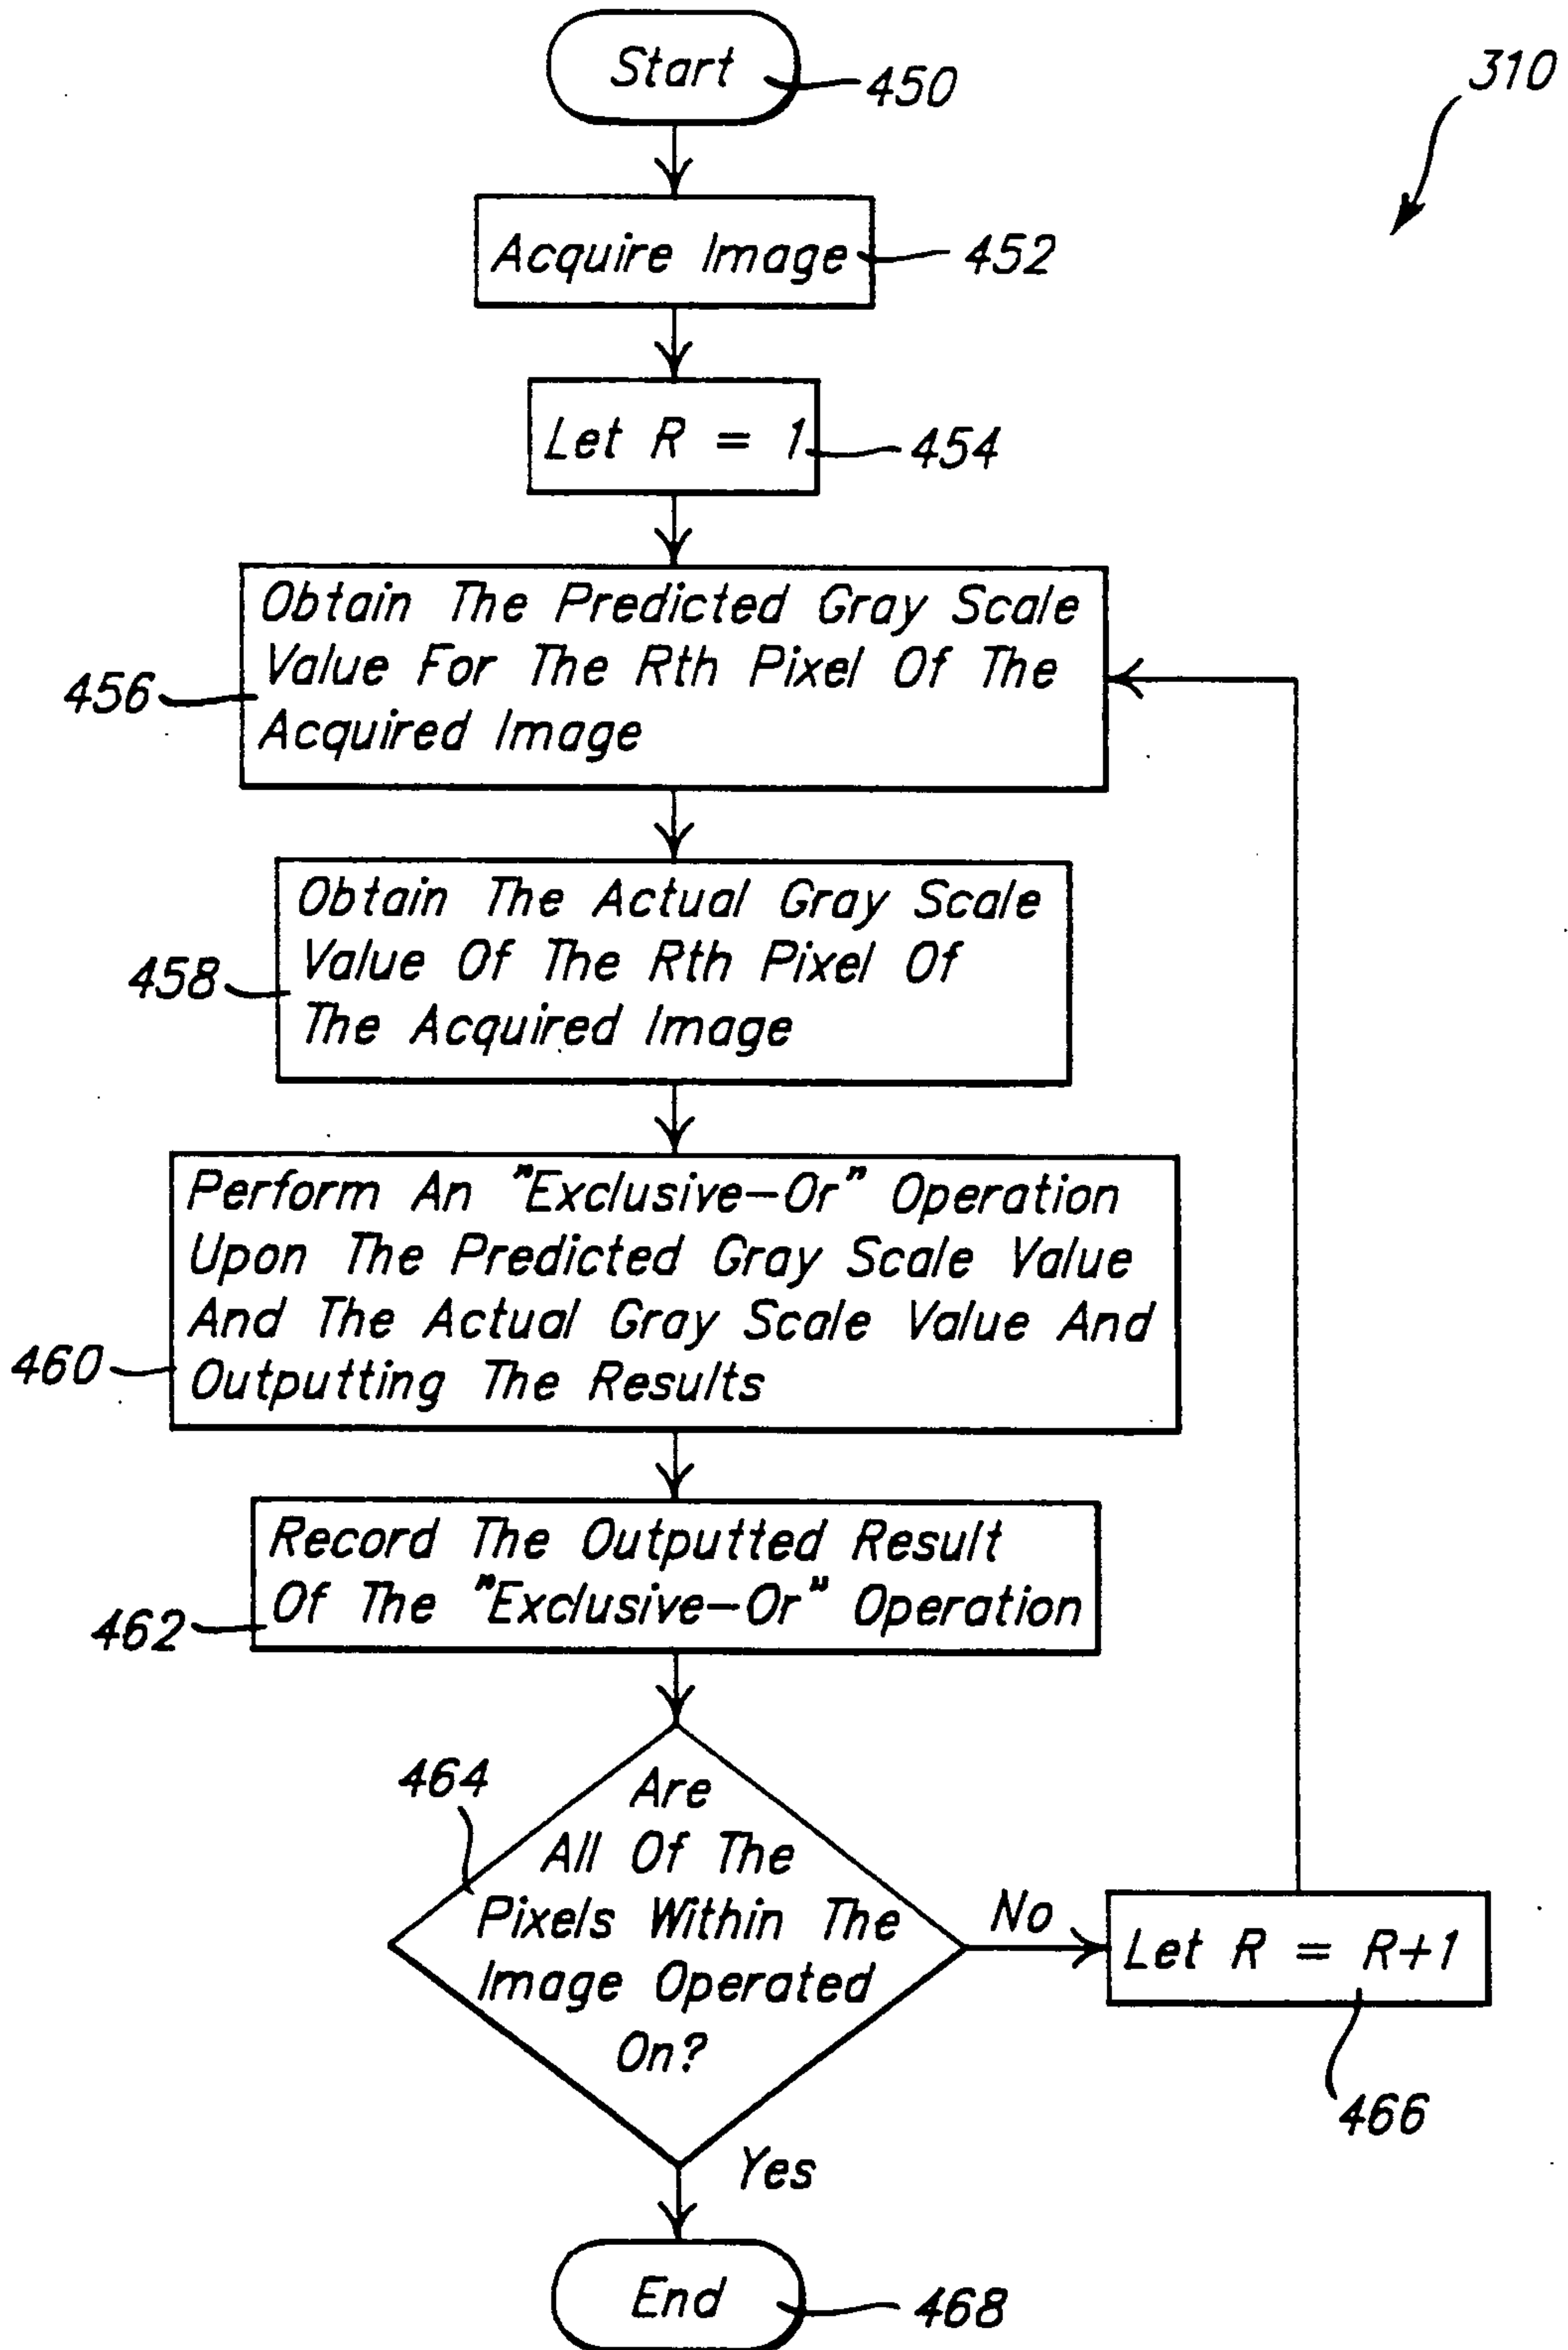 Start
450
310
Acquire Image
452
Let R = 1
454
Obtain The Predicted Gray Scale
Value For The Rth Pixel Of The
Acquired Image
456
Obtain The Actual Gray Scale
Value Of The Rth Pixel Of
The Acquired Image
458
Perform An "Exclusive-Or" Operation
Upon The Predicted Gray Scale Value
And The Actual Gray Scale Value And
Outputting The Results
460
Record The Outputted Result
Of The "Exclusive-Or" Operation
462
464
Are
All Of The
Pixels Within The
Image Operated
On?
No
Let R = R+1
466
Yes
End
468